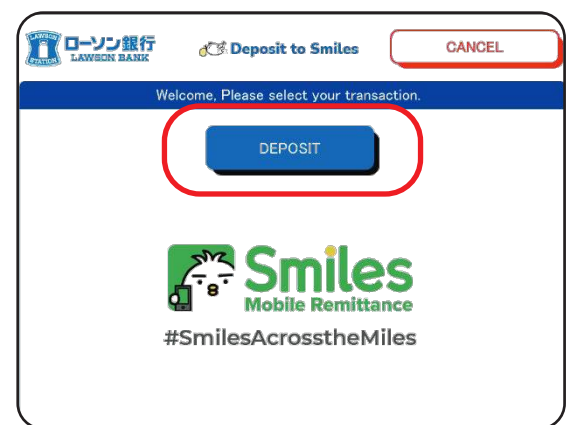 LAWSON
STATION
ローソン銀行
LAWSON BANK
Deposit to Smiles
CANCEL
Welcome, Please select your transaction.
DEPOSIT
Smiles
Mobile Remittance
#SmilesAcrosstheMiles